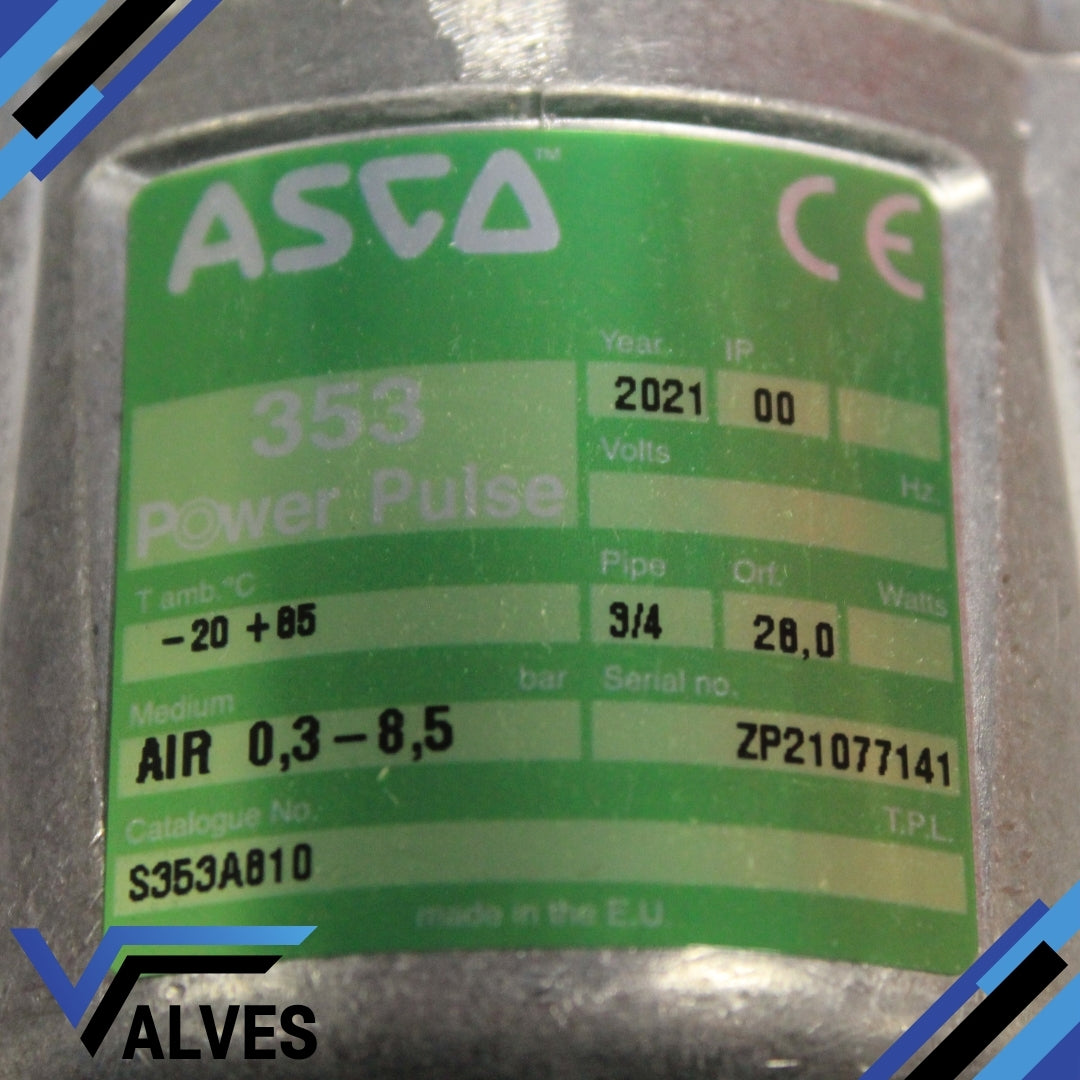 ASCO™
CE
Year IP
2021 00
353
Power Pulse
Volts
Hz.
T amb.°C
-20 +85
Pipe Orf. Watts
3/4 28,0
Medium bar
AIR 0,3-8,5
Serial no.
ZP21077141
Catalogue No. T.P.L.
S353A810
made in the E.U
VALVES